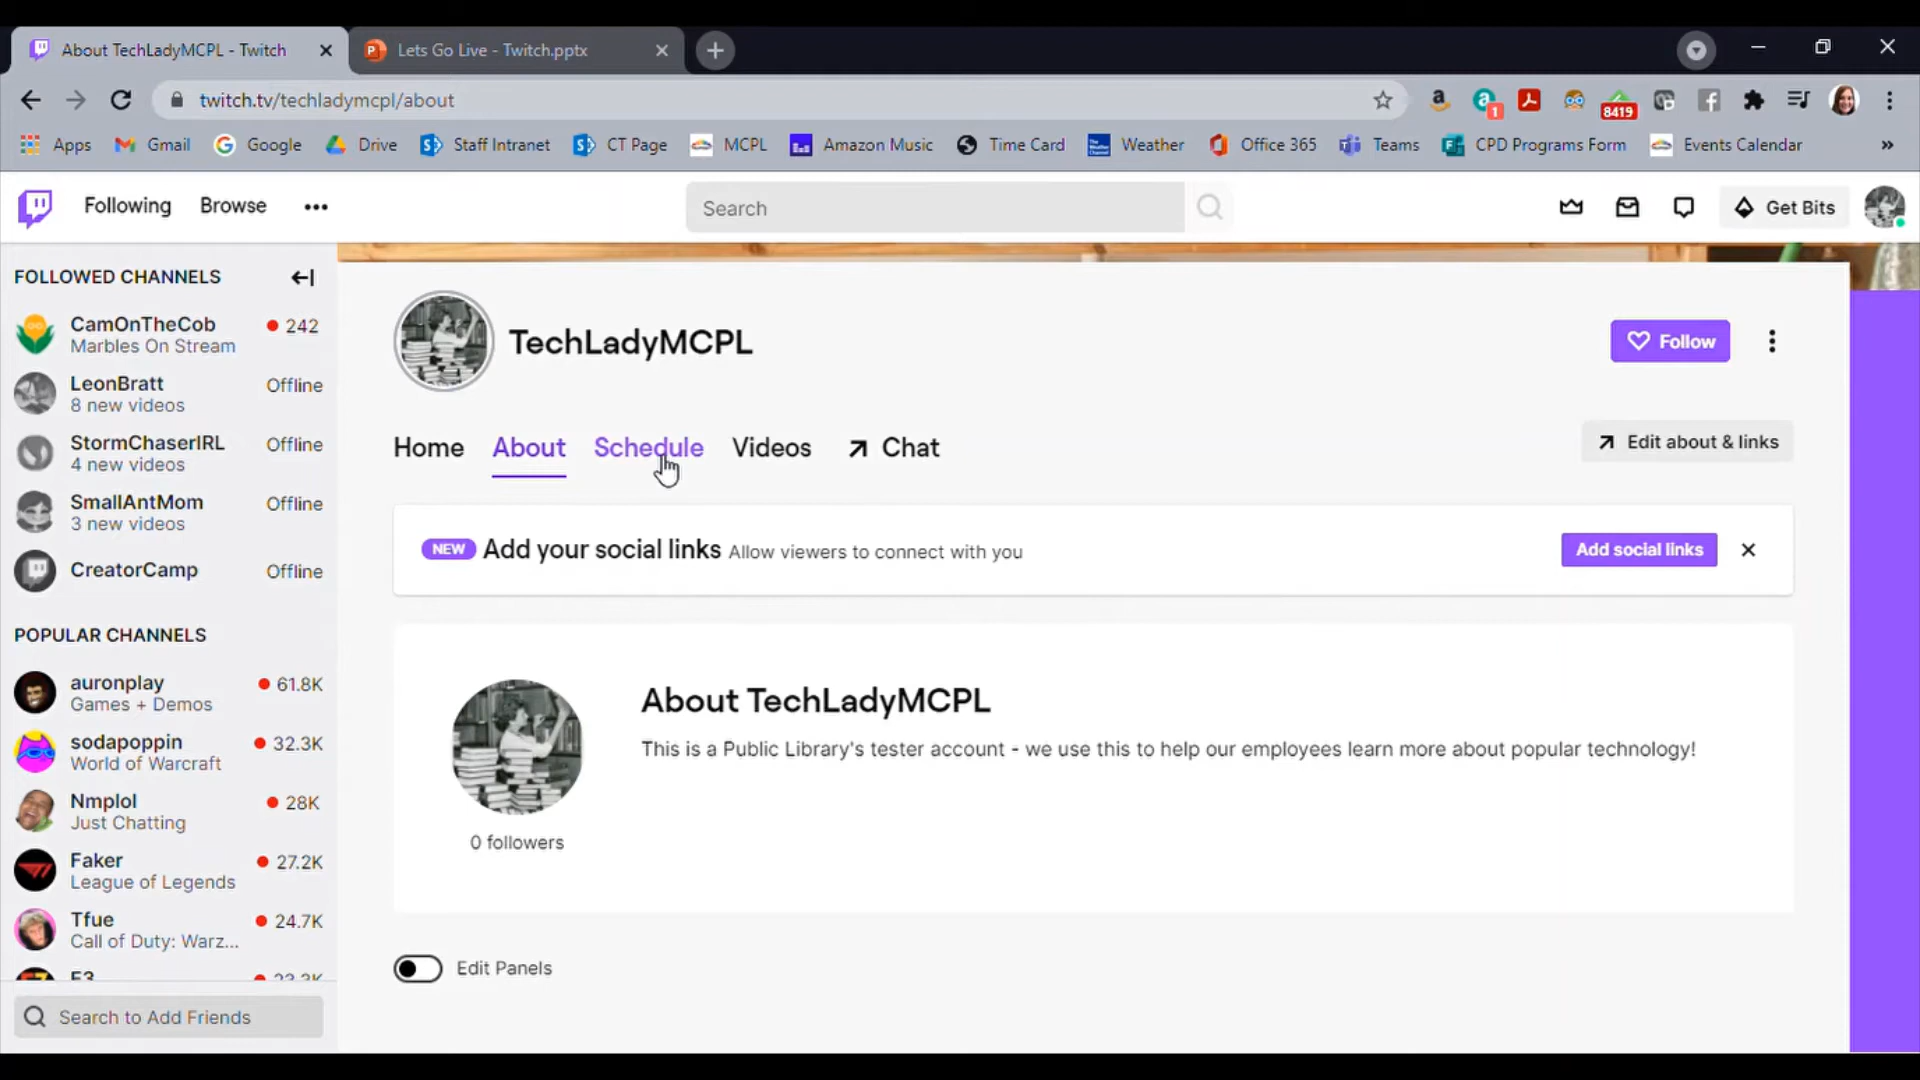 About TechLadyMCPL - Twitch
Lets Go Live - Twitch.pptx
twitch.tv/techladymcpl/about
1
8419
Apps
Gmail
Google
Drive
Staff Intranet
CT Page
MCPL
Amazon Music
Time Card
Weather
Office 365
Teams
CPD Programs Form
Events Calendar
»
Following
Browse
Search
Get Bits
FOLLOWED CHANNELS
CamOnTheCob
242
Marbles On Stream
LeonBratt
Offline
8 new videos
StormChaserIRL
Offline
4 new videos
SmallAntMom
Offline
3 new videos
CreatorCamp
Offline
POPULAR CHANNELS
auronplay
61.8K
Games + Demos
sodapoppin
32.3K
World of Warcraft
Nmplol
28K
Just Chatting
Faker
27.2K
League of Legends
Tfue
24.7K
Call of Duty: Warz...
Search to Add Friends
TechLadyMCPL
Follow
Home
About
Schedule
Videos
Chat
Edit about & links
NEW Add your social links Allow viewers to connect with you
Add social links
About TechLadyMCPL
This is a Public Library's tester account - we use this to help our employees learn more about popular technology!
0 followers
Edit Panels